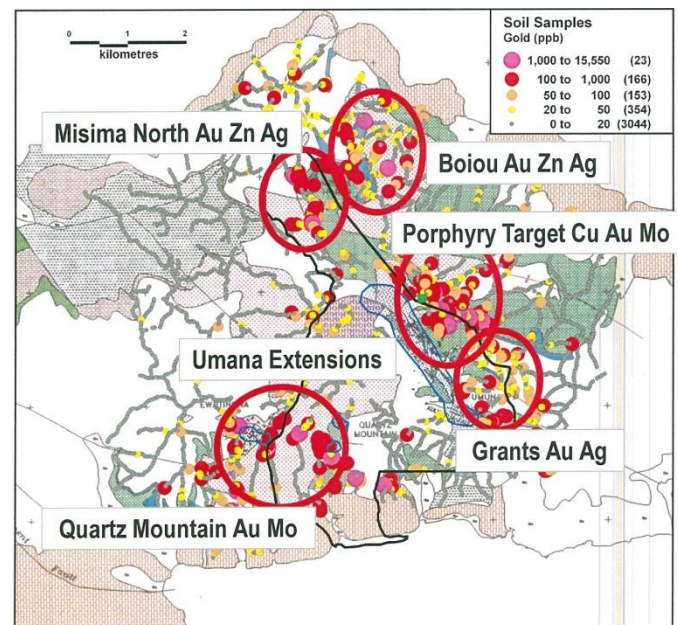 0 1 2
kilometres
Soil Samples
Gold (ppb)
1,000 to 15,550 (23)
100 to 1,000 (166)
50 to 100 (153)
20 to 50 (354)
0 to 20 (3044)
Misima North Au Zn Ag
Boiou Au Zn Ag
Porphyry Target Cu Au Mo
Umana Extensions
QUARTZ
MOUNTAIN
UMUN
Grants Au Ag
Quartz Mountain Au Mo
Fault